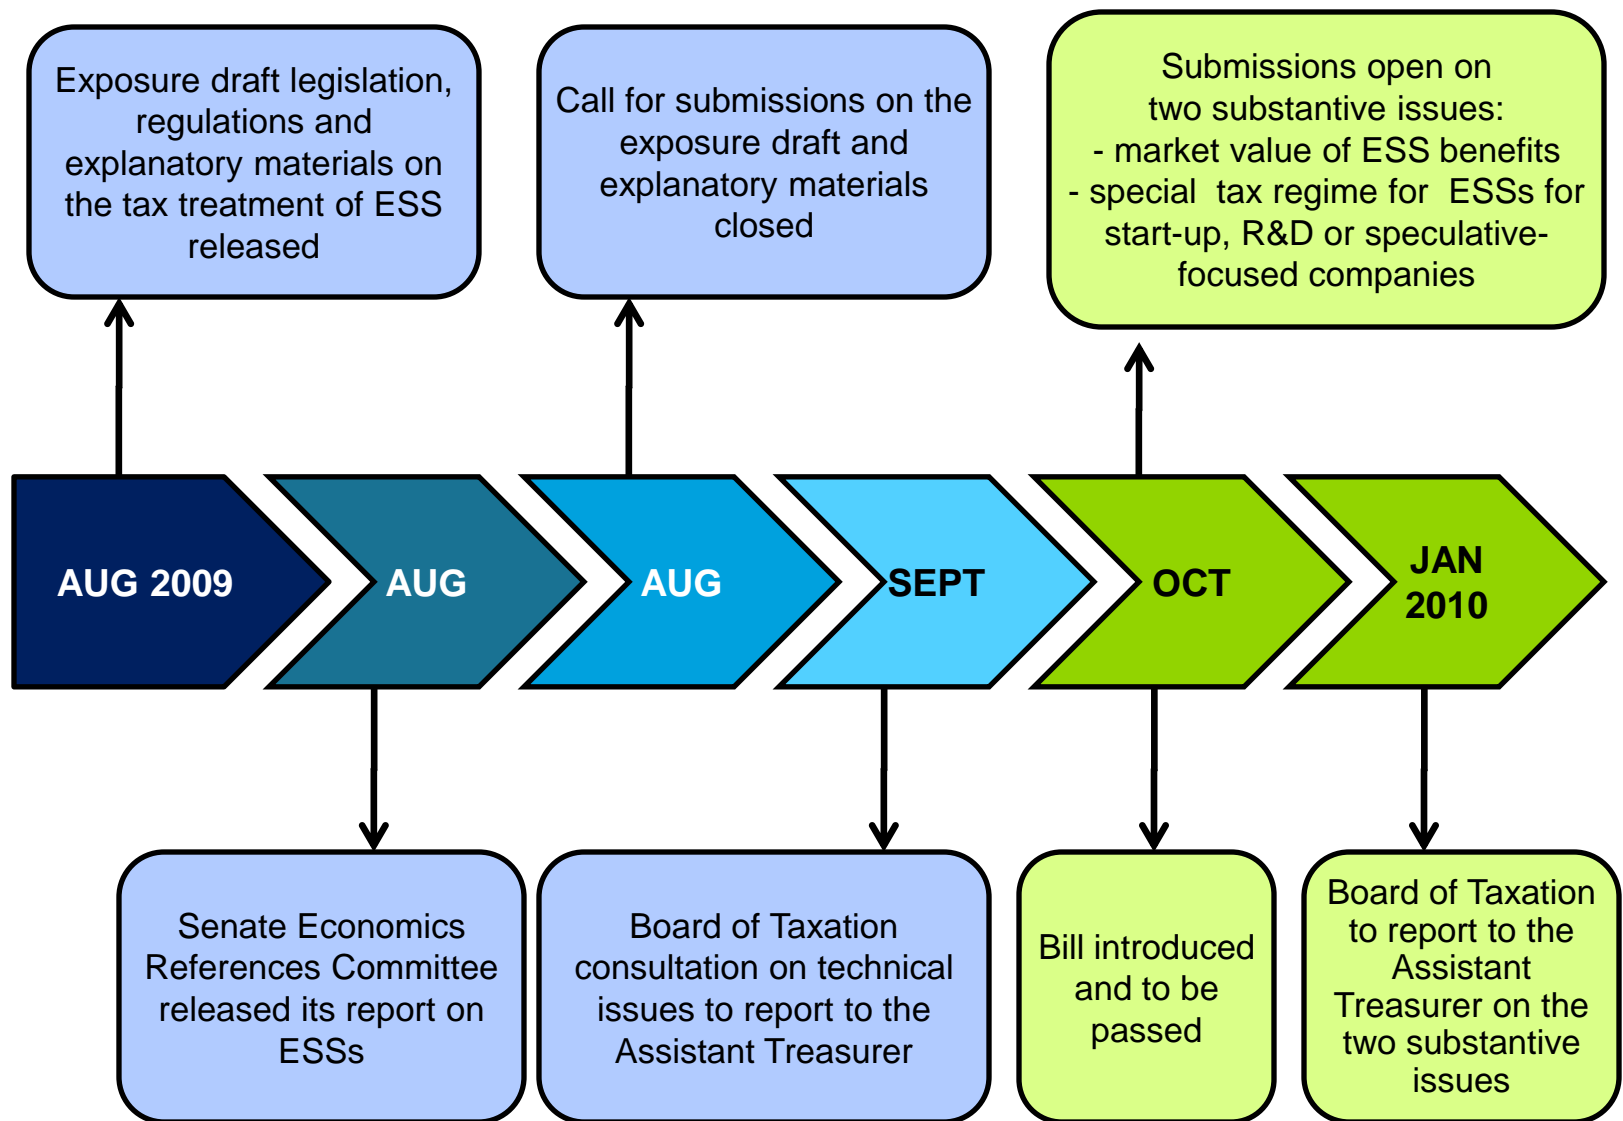 Exposure draft legislation,
regulations and
explanatory materials on
the tax treatment of ESS
released
Call for submissions on the
exposure draft and
explanatory materials
closed
Submissions open on
two substantive issues:
- market value of ESS benefits
- special tax regime for ESSs for
start-up, R&D or speculative-
focused companies
AUG 2009
AUG
AUG
SEPT
OCT
JAN
2010
Senate Economics
References Committee
released its report on
ESSs
Board of Taxation
consultation on technical
issues to report to the
Assistant Treasurer
Bill introduced
and to be
passed
Board of Taxation
to report to the
Assistant
Treasurer on the
two substantive
issues